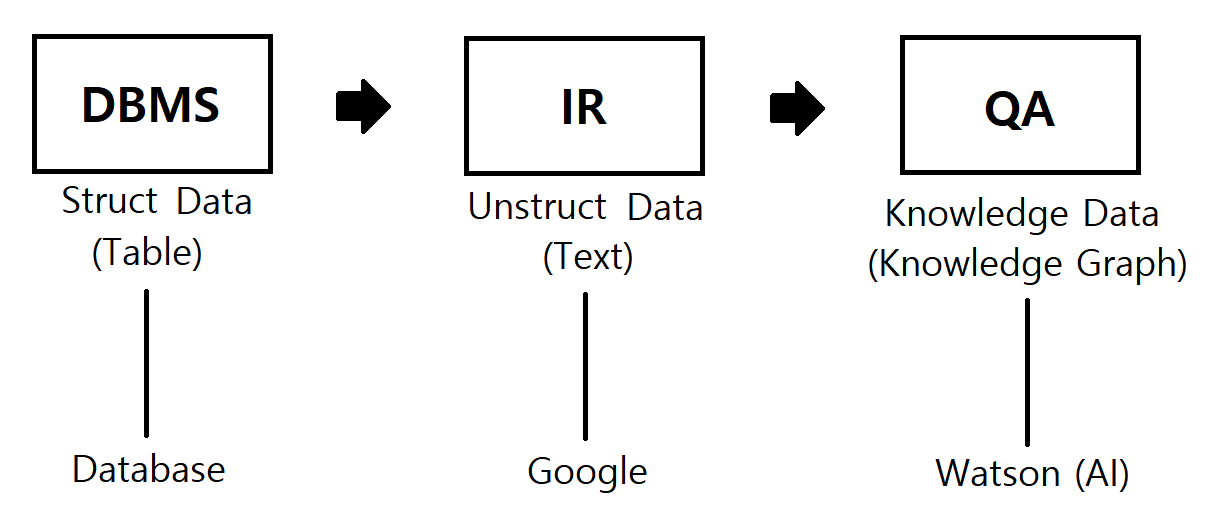 DBMS
Struct Data
(Table)
Database
IR
Unstruct Data
(Text)
Google
QA
Knowledge Data
(Knowledge Graph)
Watson (AI)